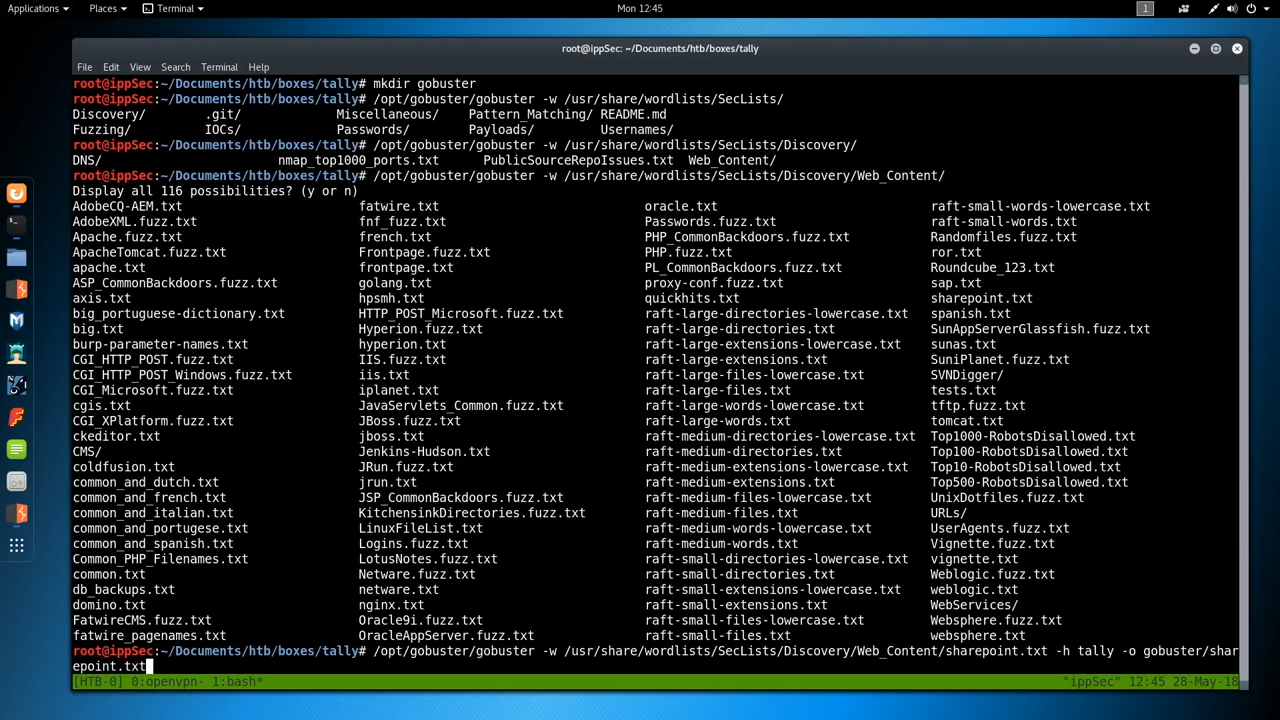 Applications Places Terminal Mon 12:45 1
root@ippSec: ~/Documents/htb/boxes/tally
File Edit View Search Terminal Help
root@ippSec:~/Documents/htb/boxes/tally# mkdir gobuster
root@ippSec:~/Documents/htb/boxes/tally# /opt/gobuster/gobuster -w /usr/share/wordlists/SecLists/
Discovery/ .git/ Miscellaneous/ Pattern_Matching/ README.md
Fuzzing/ IOCs/ Passwords/ Payloads/ Usernames/
root@ippSec:~/Documents/htb/boxes/tally# /opt/gobuster/gobuster -w /usr/share/wordlists/SecLists/Discovery/
DNS/ nmap_top1000_ports.txt PublicSourceRepoIssues.txt Web_Content/
root@ippSec:~/Documents/htb/boxes/tally# /opt/gobuster/gobuster -w /usr/share/wordlists/SecLists/Discovery/Web_Content/
Display all 116 possibilities? (y or n)
AdobeCQ-AEM.txt fatwire.txt oracle.txt raft-small-words-lowercase.txt
AdobeXML.fuzz.txt fnf_fuzz.txt Passwords.fuzz.txt raft-small-words.txt
Apache.fuzz.txt french.txt PHP_CommonBackdoors.fuzz.txt Randomfiles.fuzz.txt
ApacheTomcat.fuzz.txt Frontpage.fuzz.txt PHP.fuzz.txt ror.txt
apache.txt frontpage.txt PL_CommonBackdoors.fuzz.txt Roundcube_123.txt
ASP_CommonBackdoors.fuzz.txt golang.txt proxy-conf.fuzz.txt sap.txt
axis.txt hpsmh.txt quickhits.txt sharepoint.txt
big_portuguese-dictionary.txt HTTP_POST_Microsoft.fuzz.txt raft-large-directories-lowercase.txt spanish.txt
big.txt Hyperion.fuzz.txt raft-large-directories.txt SunAppServerGlassfish.fuzz.txt
burp-parameter-names.txt hyperion.txt raft-large-extensions-lowercase.txt sunas.txt
CGI_HTTP_POST.fuzz.txt IIS.fuzz.txt raft-large-extensions.txt SuniPlanet.fuzz.txt
CGI_HTTP_POST_Windows.fuzz.txt iis.txt raft-large-files-lowercase.txt SVNDigger/
CGI_Microsoft.fuzz.txt iplanet.txt raft-large-files.txt tests.txt
cgis.txt JavaServlets_Common.fuzz.txt raft-large-words-lowercase.txt tftp.fuzz.txt
CGI_XPlatform.fuzz.txt JBoss.fuzz.txt raft-large-words.txt tomcat.txt
ckeditor.txt jboss.txt raft-medium-directories-lowercase.txt Top1000-RobotsDisallowed.txt
CMS/ Jenkins-Hudson.txt raft-medium-directories.txt Top100-RobotsDisallowed.txt
coldfusion.txt JRun.fuzz.txt raft-medium-extensions-lowercase.txt Top10-RobotsDisallowed.txt
common_and_dutch.txt jrun.txt raft-medium-extensions.txt Top500-RobotsDisallowed.txt
common_and_french.txt JSP_CommonBackdoors.fuzz.txt raft-medium-files-lowercase.txt UnixDotfiles.fuzz.txt
common_and_italian.txt KitchensinkDirectories.fuzz.txt raft-medium-files.txt URLs/
common_and_portugese.txt LinuxFileList.txt raft-medium-words-lowercase.txt UserAgents.fuzz.txt
common_and_spanish.txt Logins.fuzz.txt raft-medium-words.txt Vignette.fuzz.txt
Common_PHP_Filenames.txt LotusNotes.fuzz.txt raft-small-directories-lowercase.txt vignette.txt
common.txt Netware.fuzz.txt raft-small-directories.txt Weblogic.fuzz.txt
db_backups.txt netware.txt raft-small-extensions-lowercase.txt weblogic.txt
domino.txt nginx.txt raft-small-extensions.txt WebServices/
FatwireCMS.fuzz.txt Oracle9i.fuzz.txt raft-small-files-lowercase.txt Websphere.fuzz.txt
fatwire_pagenames.txt OracleAppServer.fuzz.txt raft-small-files.txt websphere.txt
root@ippSec:~/Documents/htb/boxes/tally# /opt/gobuster/gobuster -w /usr/share/wordlists/SecLists/Discovery/Web_Content/sharepoint.txt -h tally -o gobuster/shar
epoint.txt
[HTB-0] 0:openvpn- 1:bash* "ippSec" 12:45 28-May-18